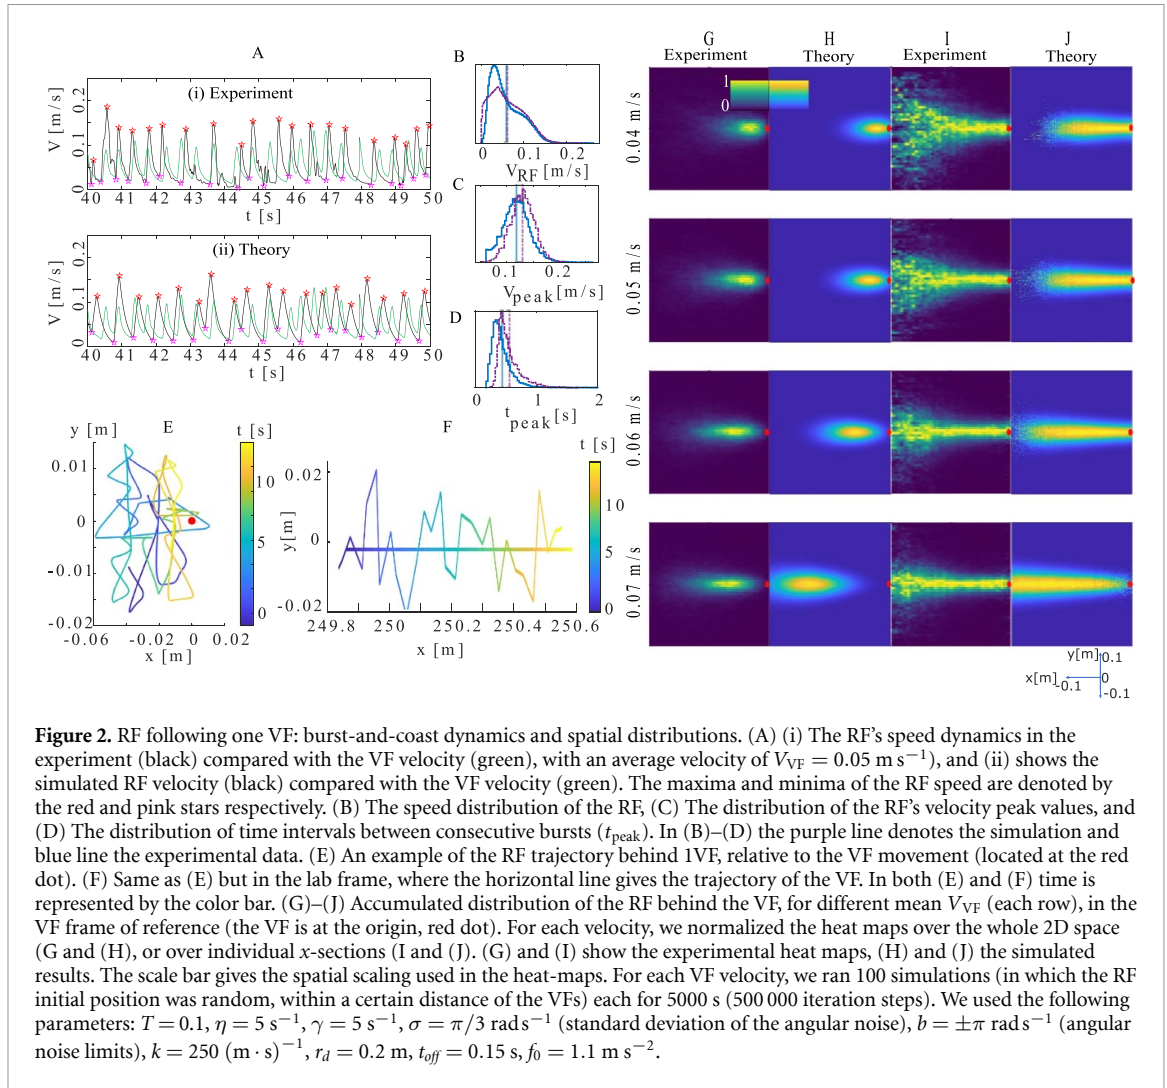 A
(i) Experiment
V [m/s]
0 0.1 0.2
40 41 42 43 44 45 46 47 48 49 50
t [s]
(ii) Theory
V [m/s]
0 0.1 0.2
40 41 42 43 44 45 46 47 48 49 50
t [s]
B
0 0.1 0.2
V_RF [m/s]
C
0.1 0.2
V_peak [m/s]
D
0 1 2
t_peak [s]
E
y [m]
0.01
0
-0.01
-0.02
-0.06 -0.02 0 0.02
x [m]
t [s]
10
5
0
F
y[m]
0.02
0
-0.02
249.8 250 250.2 250.4 250.6
x [m]
t [s]
10
5
0
G H I J
Experiment Theory Experiment Theory
1
0
0.04 m/s
0.05 m/s
0.06 m/s
0.07 m/s
y[m] 0.1
x[m] -0.1 0
-0.1
Figure 2. RF following one VF: burst-and-coast dynamics and spatial distributions. (A) (i) The RF's speed dynamics in the
experiment (black) compared with the VF velocity (green), with an average velocity of V_VF = 0.05 m s⁻¹), and (ii) shows the
simulated RF velocity (black) compared with the VF velocity (green). The maxima and minima of the RF speed are denoted by
the red and pink stars respectively. (B) The speed distribution of the RF, (C) The distribution of the RF's velocity peak values, and
(D) The distribution of time intervals between consecutive bursts (t_peak). In (B)–(D) the purple line denotes the simulation and
blue line the experimental data. (E) An example of the RF trajectory behind 1VF, relative to the VF movement (located at the red
dot). (F) Same as (E) but in the lab frame, where the horizontal line gives the trajectory of the VF. In both (E) and (F) time is
represented by the color bar. (G)–(J) Accumulated distribution of the RF behind the VF, for different mean V_VF (each row), in the
VF frame of reference (the VF is at the origin, red dot). For each velocity, we normalized the heat maps over the whole 2D space
(G and (H), or over individual x-sections (I and (J). (G) and (I) show the experimental heat maps, (H) and (J) the simulated
results. The scale bar gives the spatial scaling used in the heat-maps. For each VF velocity, we ran 100 simulations (in which the RF
initial position was random, within a certain distance of the VFs) each for 5000 s (500 000 iteration steps). We used the following
parameters: T = 0.1, η = 5 s⁻¹, γ = 5 s⁻¹, σ = π/3 rad s⁻¹ (standard deviation of the angular noise), b = ±π rad s⁻¹ (angular
noise limits), k = 250 (m · s)⁻¹, r_d = 0.2 m, t_off = 0.15 s, f₀ = 1.1 m s⁻².